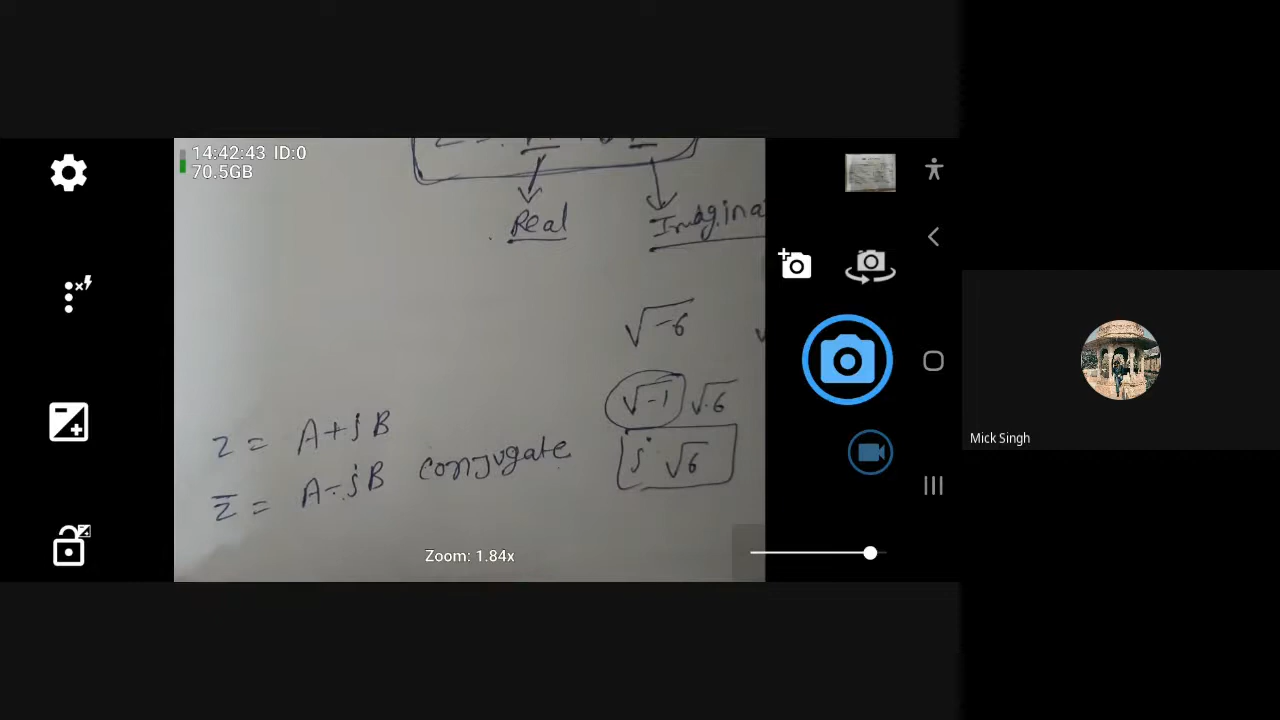 14:42:43 ID:0
70.5GB
Real
√-6
√-1 √6
j √6
Z = A+jB
Z̅ = A-jB conjugate
Zoom: 1.84x
Mick Singh